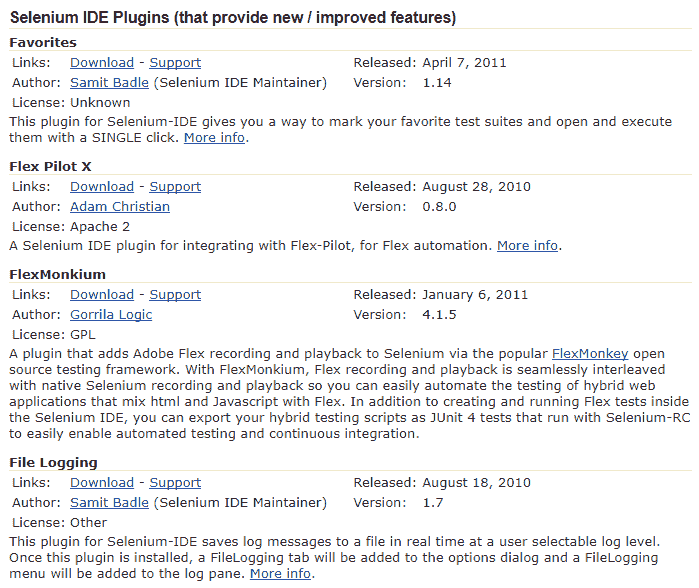 Selenium IDE Plugins (that provide new / improved features)
Favorites
Links: Download - Support Released: April 7, 2011
Author: Samit Badle (Selenium IDE Maintainer) Version: 1.14
License: Unknown
This plugin for Selenium-IDE gives you a way to mark your favorite test suites and open and execute
them with a SINGLE click. More info.
Flex Pilot X
Links: Download - Support Released: August 28, 2010
Author: Adam Christian Version: 0.8.0
License: Apache 2
A Selenium IDE plugin for integrating with Flex-Pilot, for Flex automation. More info.
FlexMonkium
Links: Download - Support Released: January 6, 2011
Author: Gorrila Logic Version: 4.1.5
License: GPL
A plugin that adds Adobe Flex recording and playback to Selenium via the popular FlexMonkey open
source testing framework. With FlexMonkium, Flex recording and playback is seamlessly interleaved
with native Selenium recording and playback so you can easily automate the testing of hybrid web
applications that mix html and Javascript with Flex. In addition to creating and running Flex tests inside
the Selenium IDE, you can export your hybrid testing scripts as JUnit 4 tests that run with Selenium-RC
to easily enable automated testing and continuous integration.
File Logging
Links: Download - Support Released: August 18, 2010
Author: Samit Badle (Selenium IDE Maintainer) Version: 1.7
License: Other
This plugin for Selenium-IDE saves log messages to a file in real time at a user selectable log level.
Once this plugin is installed, a FileLogging tab will be added to the options dialog and a FileLogging
menu will be added to the log pane. More info.